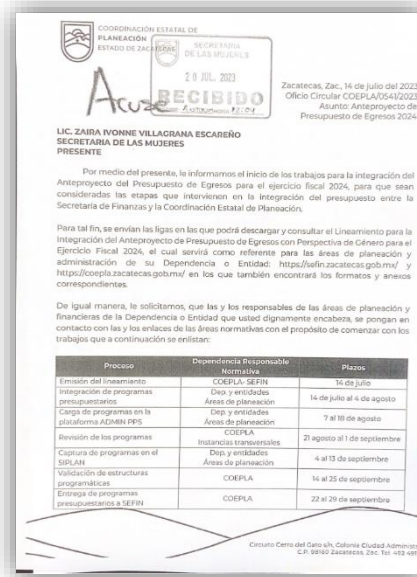 COORDINACIÓN ESTATAL DE
PLANEACIÓN
ESTADO DE ZACATECAS
SECRETARÍA
DE LAS MUJERES
28 JUL. 2023
RECIBIDO
12:04
Acuse
Zacatecas, Zac., 14 de julio del 2023
Oficio Circular COEPLA/0541/2023
Asunto: Anteproyecto de
Presupuesto de Egresos 2024
LIC. ZAIRA IVONNE VILLAGRANA ESCAREÑO
SECRETARIA DE LAS MUJERES
PRESENTE
Por medio del presente, le informamos el inicio de los trabajos para la integración del
Anteproyecto del Presupuesto de Egresos para el ejercicio fiscal 2024, para que sean
consideradas las etapas que intervienen en la integración del presupuesto entre la
Secretaría de Finanzas y la Coordinación Estatal de Planeación.
Para tal fin, se envían las ligas en las que podrá descargar y consultar el Lineamiento para la
Integración del Anteproyecto de Presupuesto de Egresos con Perspectiva de Género para el
Ejercicio Fiscal 2024, el cual servirá como referente para las áreas de planeación y
administración de su Dependencia o Entidad: https://sefin.zacatecas.gob.mx/ y
https://coepla.zacatecas.gob.mx/ en los que también encontrará los formatos y anexos
correspondientes.
De igual manera, le solicitamos, que las y los responsables de las áreas de planeación y
financieras de la Dependencia o Entidad que usted dignamente encabeza, se pongan en
contacto con las y los enlaces de las áreas normativas con el propósito de comenzar con los
trabajos que a continuación se enlistan:
Proceso Dependencia Responsable Normativa Plazos
Emisión del lineamiento COEPLA- SEFIN 14 de julio
Integración de programas presupuestarios Dep. y entidades Áreas de planeación 14 de julio al 4 de agosto
Carga de programas en la plataforma ADMIN PPS Dep. y entidades Áreas de planeación 7 al 18 de agosto
Revisión de los programas COEPLA Instancias transversales 21 agosto al 1 de septiembre
Captura de programas en el SIPLAN Dep. y entidades Áreas de planeación 4 al 13 de septiembre
Validación de estructuras programáticas COEPLA 14 al 25 de septiembre
Entrega de programas presupuestarios a SEFIN COEPLA 22 al 29 de septiembre
Circuito Cerro del Gato s/n, Colonia Ciudad Administ
C.P. 98160 Zacatecas, Zac. Tel. 492 491